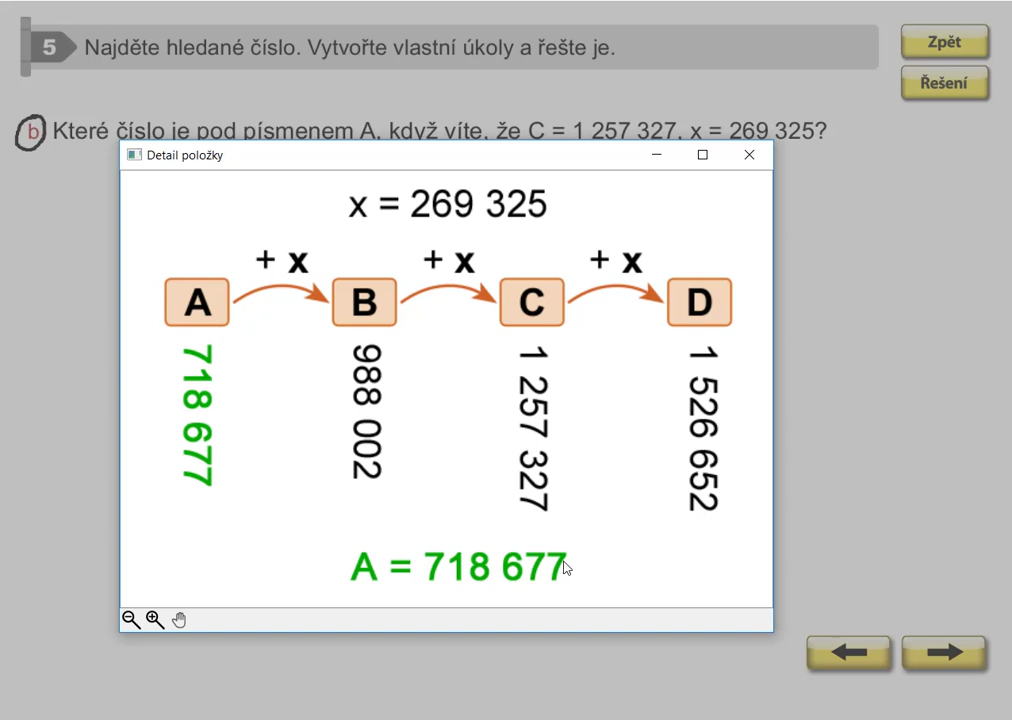 5 Najděte hledané číslo. Vytvořte vlastní úkoly a řešte je.
Zpět
Řešení
b Které číslo je pod písmenem A, když víte, že C = 1 257 327, x = 269 325?
Detail položky
x = 269 325
+ x + x + x
A B C D
718 677
988 002
1 257 327
1 526 652
A = 718 677